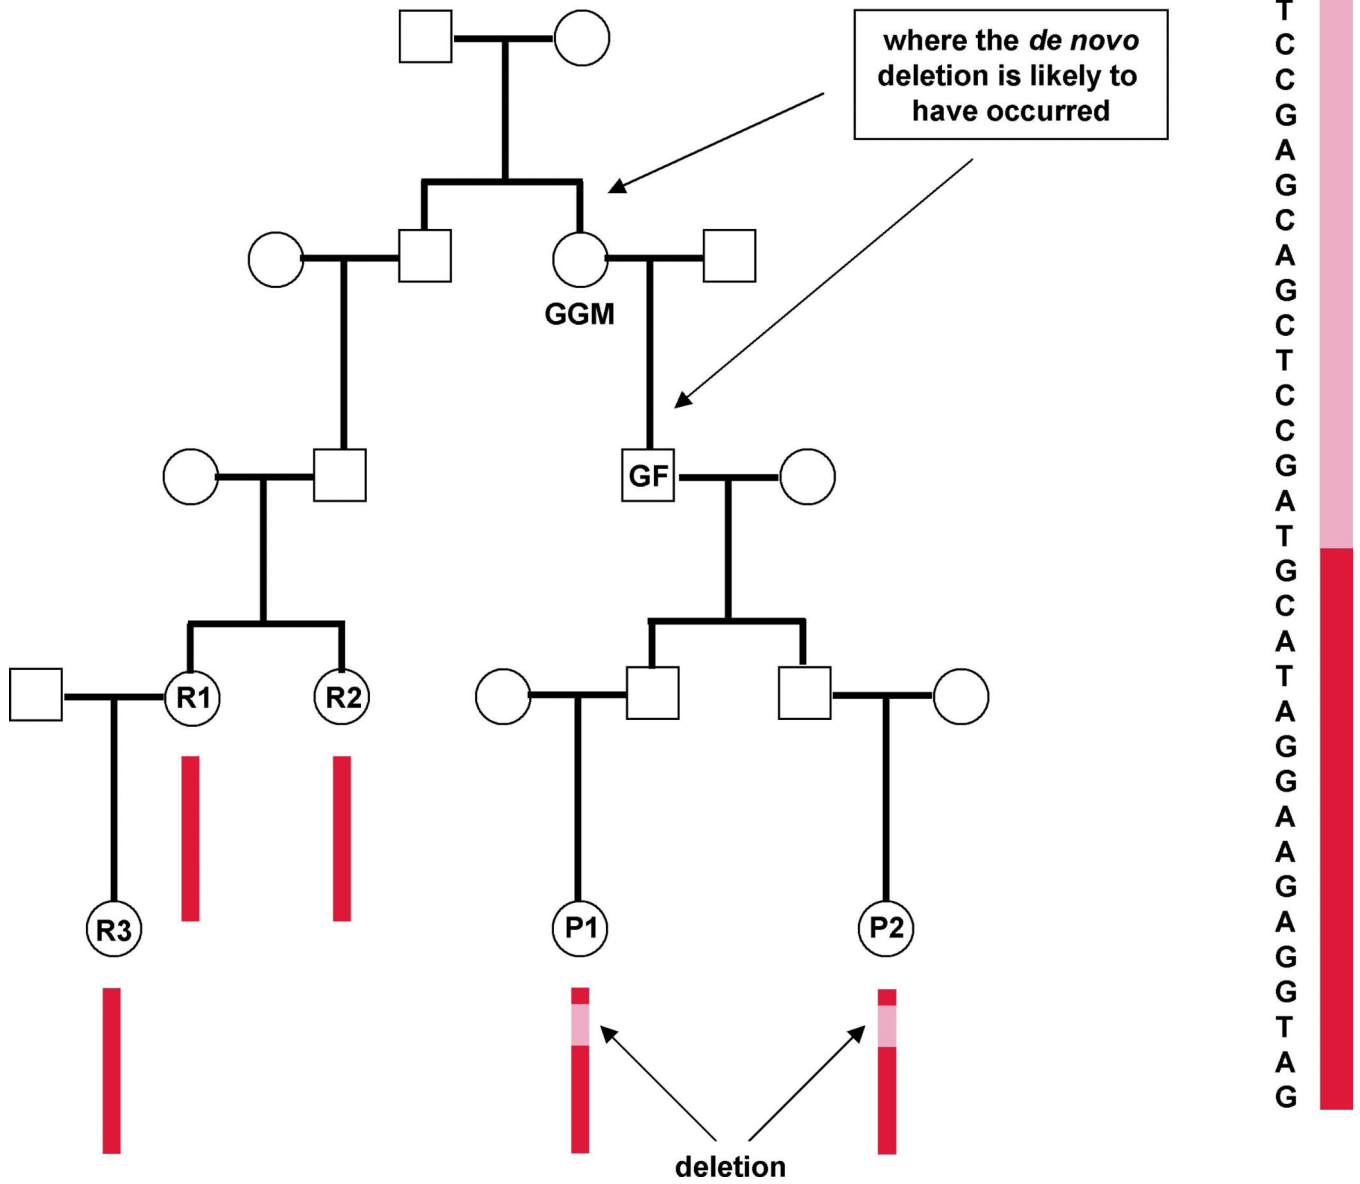 where the de novo
deletion is likely to
have occurred
GGM
GF
R1
R2
R3
P1
P2
deletion
T
C
C
G
A
G
C
A
G
C
T
C
C
G
A
T
G
C
A
T
A
G
G
A
A
G
A
G
G
T
A
G